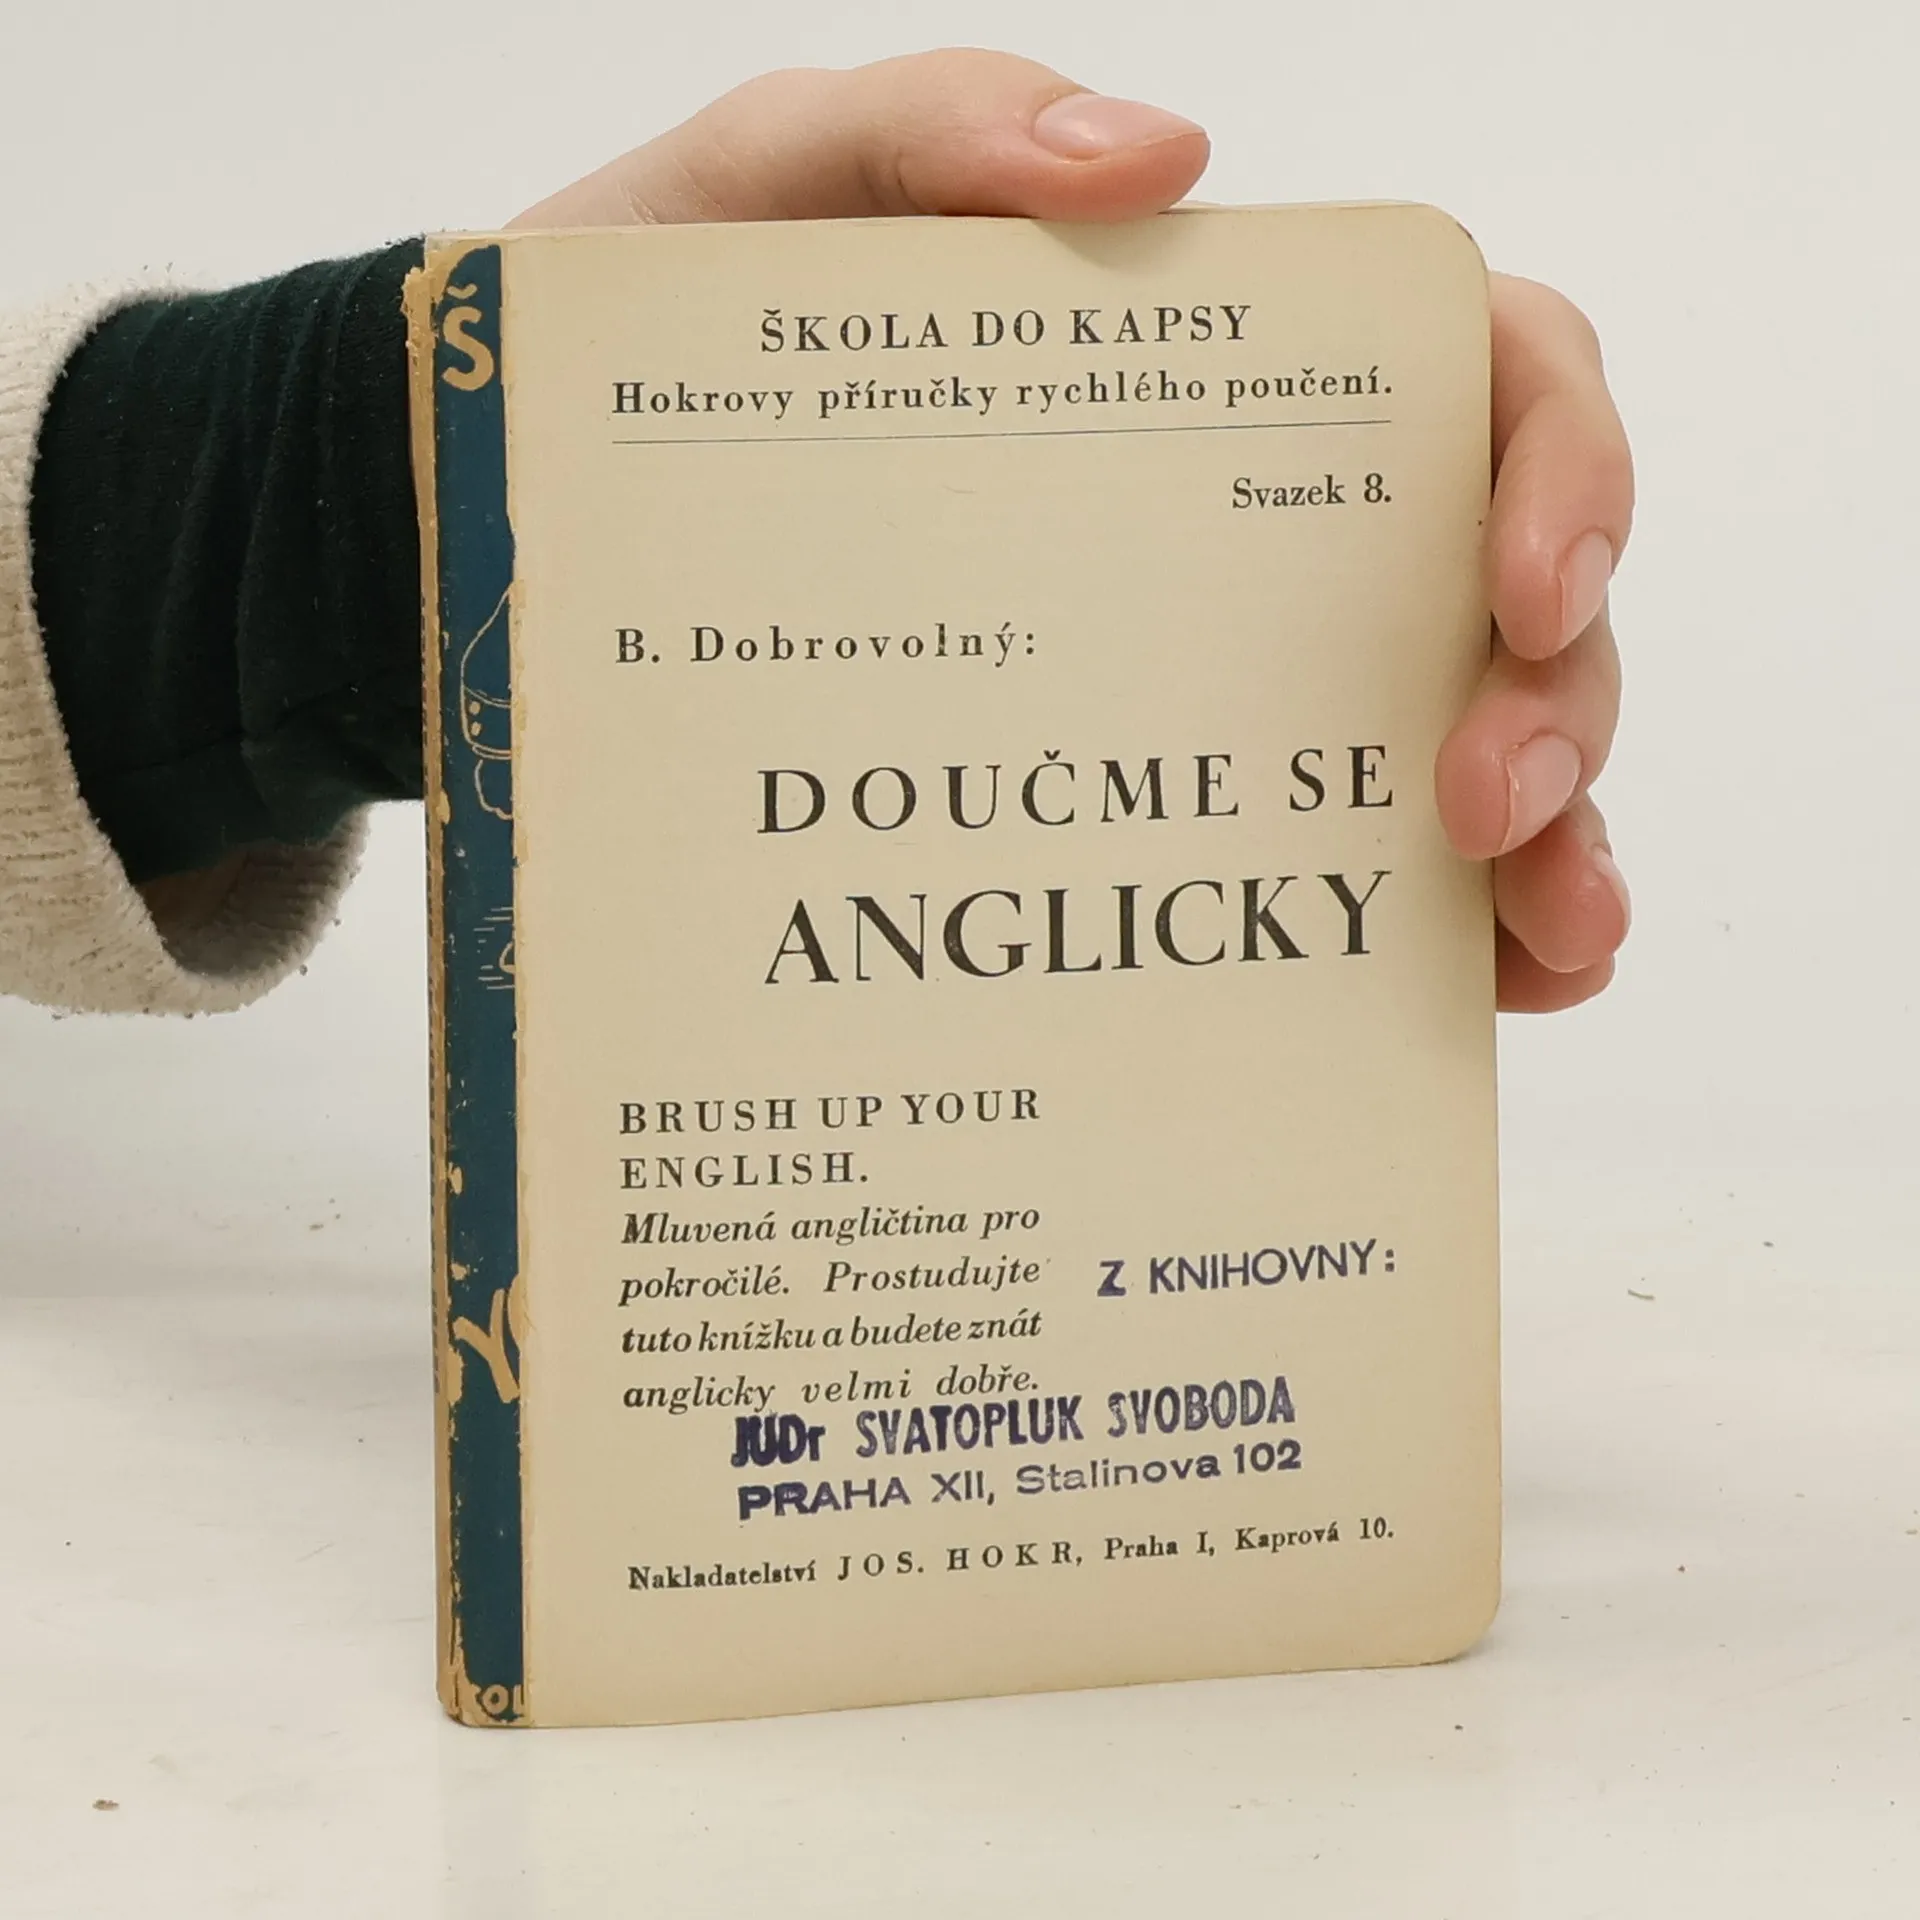 ŠKOLA DO KAPSY
Hokrovy příručky rychlého poučení.
Svazek 8.
B. Dobrovolný:
DOUČME SE
ANGLICKY
BRUSH UP YOUR
ENGLISH.
Mluvená angličtina pro
pokročilé. Prostudujte
tuto knížku a budete znát
anglicky velmi dobře.
Z KNIHOVNY:
JUDr SVATOPLUK SVOBODA
PRAHA XII, Stalinova 102
Nakladatelství JOS. HOKR, Praha I, Kaprová 10.
Š